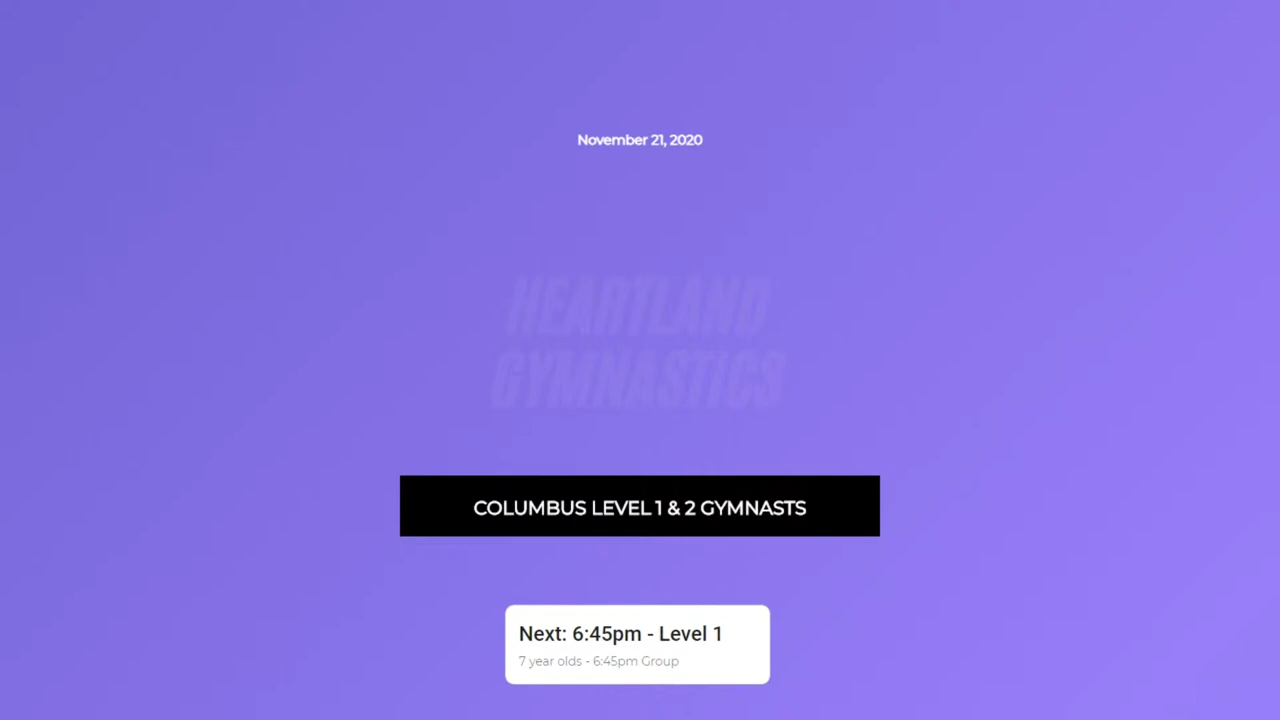 November 21, 2020
HEARTLAND
GYMNASTICS
COLUMBUS LEVEL 1 & 2 GYMNASTS
Next: 6:45pm - Level 1
7 year olds - 6:45pm Group